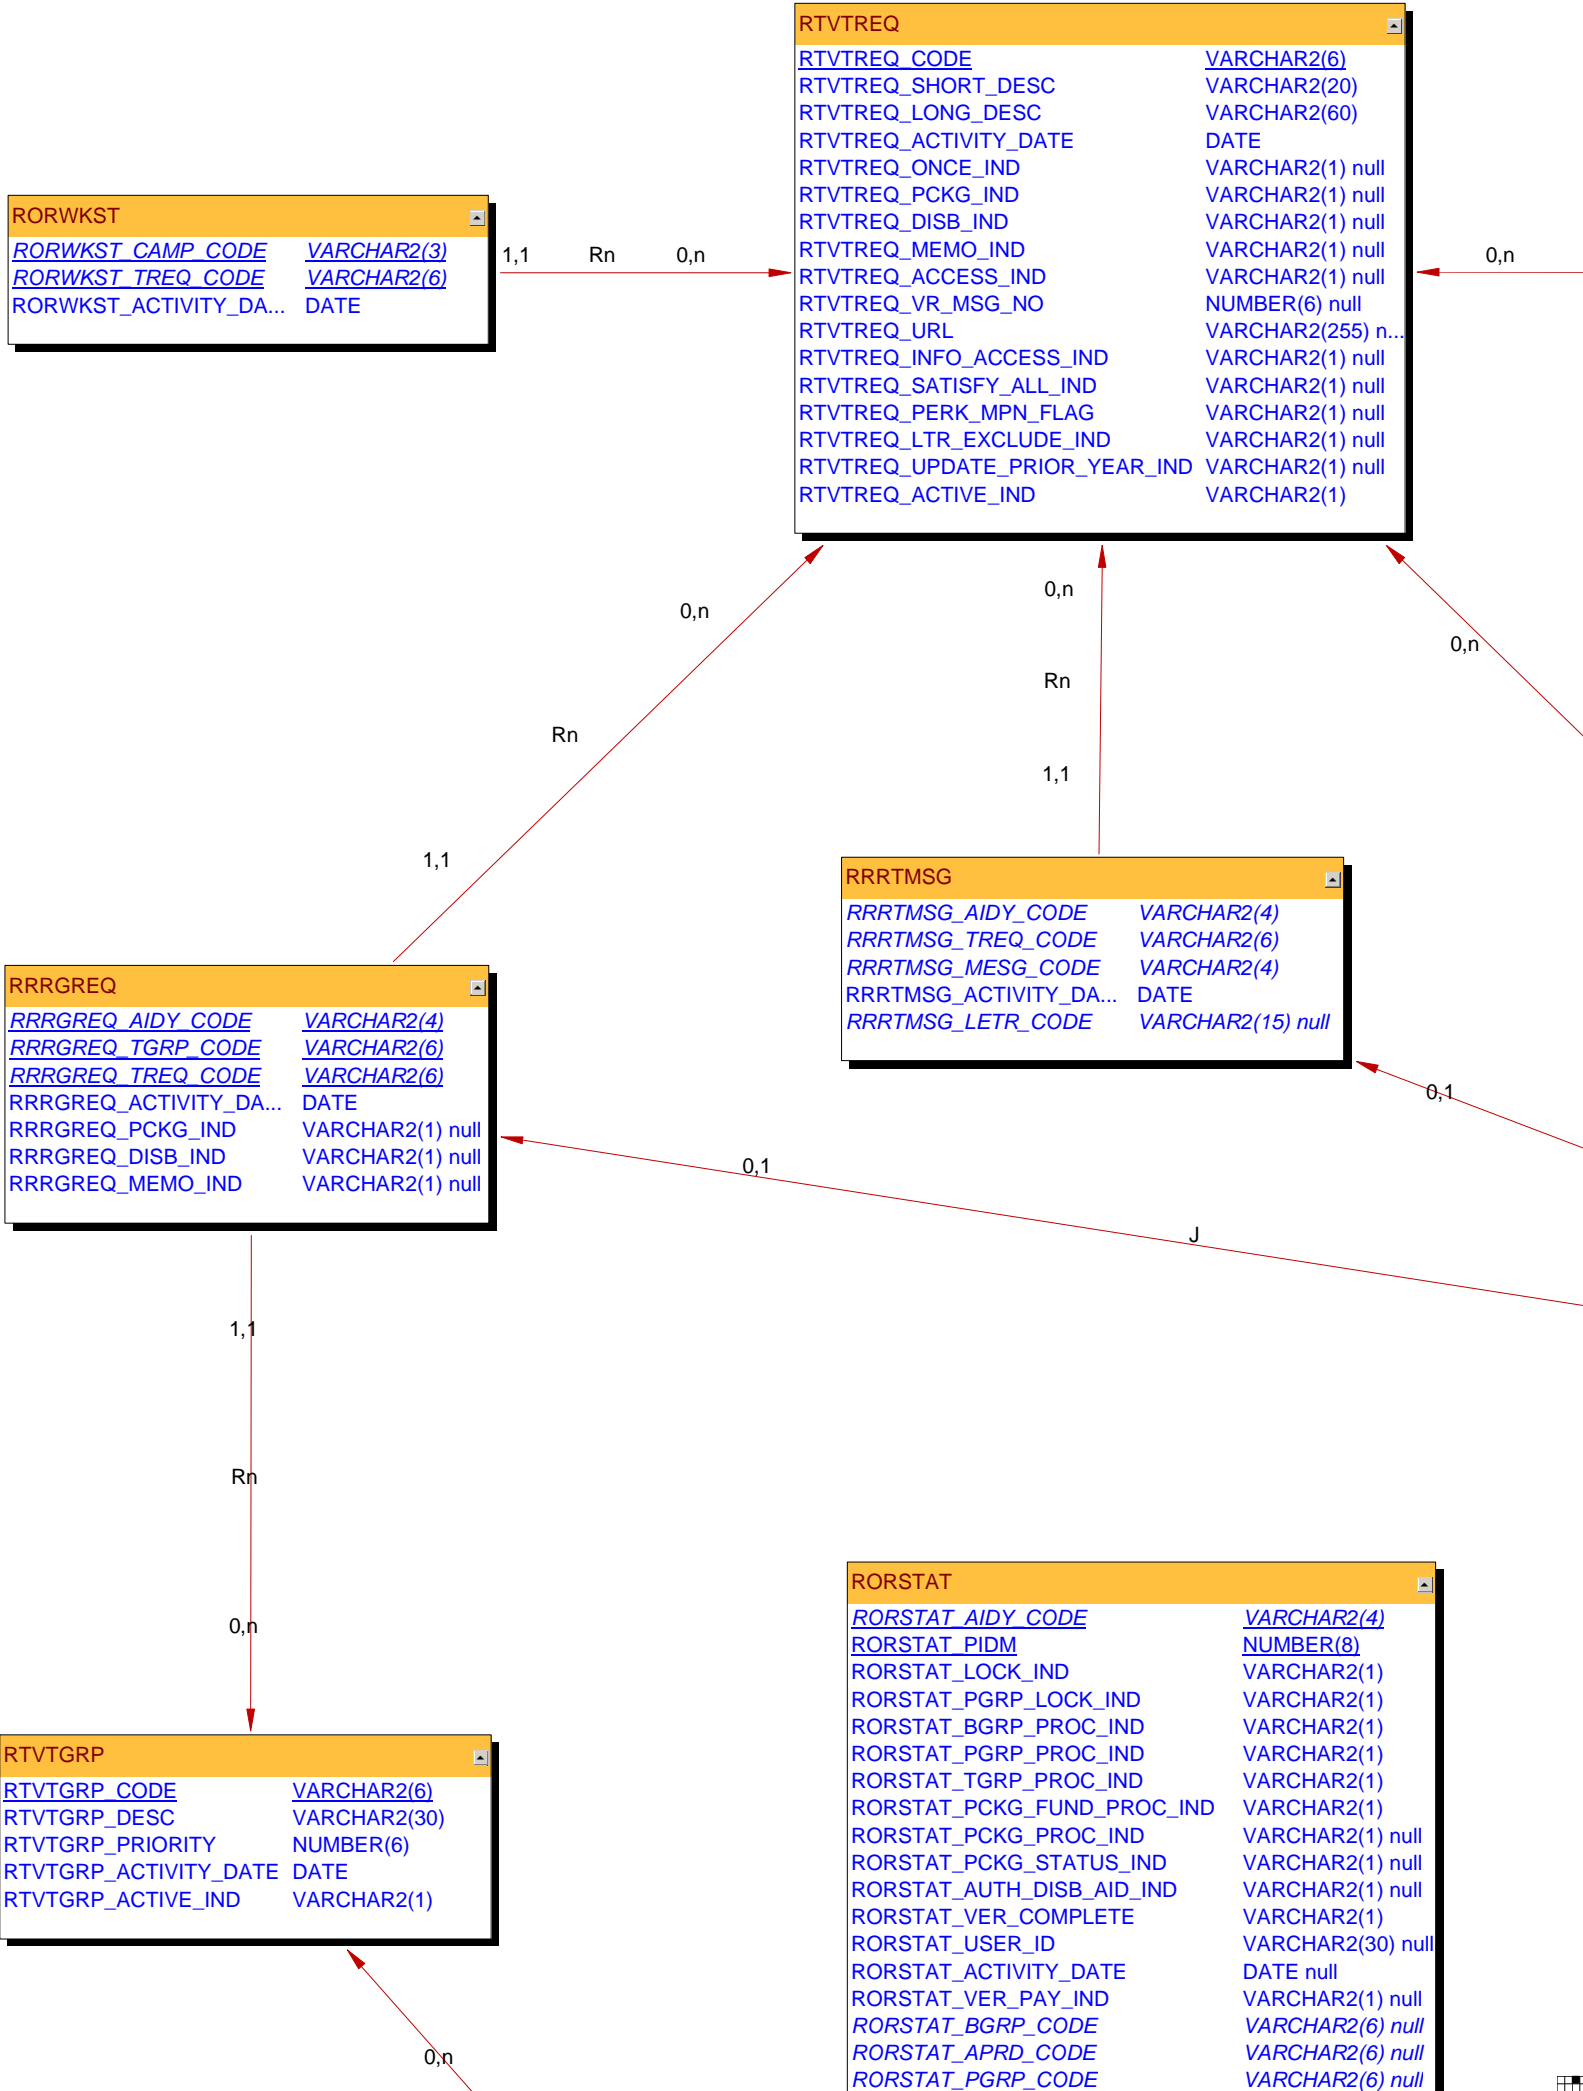 RTVTREQ
RTVTREQ_CODE VARCHAR2(6)
RTVTREQ_SHORT_DESC VARCHAR2(20)
RTVTREQ_LONG_DESC VARCHAR2(60)
RTVTREQ_ACTIVITY_DATE DATE
RTVTREQ_ONCE_IND VARCHAR2(1) null
RTVTREQ_PCKG_IND VARCHAR2(1) null
RTVTREQ_DISB_IND VARCHAR2(1) null
RTVTREQ_MEMO_IND VARCHAR2(1) null
RTVTREQ_ACCESS_IND VARCHAR2(1) null
RTVTREQ_VR_MSG_NO NUMBER(6) null
RTVTREQ_URL VARCHAR2(255) n...
RTVTREQ_INFO_ACCESS_IND VARCHAR2(1) null
RTVTREQ_SATISFY_ALL_IND VARCHAR2(1) null
RTVTREQ_PERK_MPN_FLAG VARCHAR2(1) null
RTVTREQ_LTR_EXCLUDE_IND VARCHAR2(1) null
RTVTREQ_UPDATE_PRIOR_YEAR_IND VARCHAR2(1) null
RTVTREQ_ACTIVE_IND VARCHAR2(1)
RORWKST
RORWKST_CAMP_CODE VARCHAR2(3)
RORWKST_TREQ_CODE VARCHAR2(6)
RORWKST_ACTIVITY_DA... DATE
1,1 Rn 0,n
0,n
0,n
Rn
1,1
0,n
Rn
1,1
0,n
RRRTMSG
RRRTMSG_AIDY_CODE VARCHAR2(4)
RRRTMSG_TREQ_CODE VARCHAR2(6)
RRRTMSG_MESG_CODE VARCHAR2(4)
RRRTMSG_ACTIVITY_DA... DATE
RRRTMSG_LETR_CODE VARCHAR2(15) null
0,1
RRRGREQ
RRRGREQ_AIDY_CODE VARCHAR2(4)
RRRGREQ_TGRP_CODE VARCHAR2(6)
RRRGREQ_TREQ_CODE VARCHAR2(6)
RRRGREQ_ACTIVITY_DA... DATE
RRRGREQ_PCKG_IND VARCHAR2(1) null
RRRGREQ_DISB_IND VARCHAR2(1) null
RRRGREQ_MEMO_IND VARCHAR2(1) null
0,1
J
1,1
Rn
0,n
RTVTGRP
RTVTGRP_CODE VARCHAR2(6)
RTVTGRP_DESC VARCHAR2(30)
RTVTGRP_PRIORITY NUMBER(6)
RTVTGRP_ACTIVITY_DATE DATE
RTVTGRP_ACTIVE_IND VARCHAR2(1)
0,n
RORSTAT
RORSTAT_AIDY_CODE VARCHAR2(4)
RORSTAT_PIDM NUMBER(8)
RORSTAT_LOCK_IND VARCHAR2(1)
RORSTAT_PGRP_LOCK_IND VARCHAR2(1)
RORSTAT_BGRP_PROC_IND VARCHAR2(1)
RORSTAT_PGRP_PROC_IND VARCHAR2(1)
RORSTAT_TGRP_PROC_IND VARCHAR2(1)
RORSTAT_PCKG_FUND_PROC_IND VARCHAR2(1)
RORSTAT_PCKG_PROC_IND VARCHAR2(1) null
RORSTAT_PCKG_STATUS_IND VARCHAR2(1) null
RORSTAT_AUTH_DISB_AID_IND VARCHAR2(1) null
RORSTAT_VER_COMPLETE VARCHAR2(1)
RORSTAT_USER_ID VARCHAR2(30) null
RORSTAT_ACTIVITY_DATE DATE null
RORSTAT_VER_PAY_IND VARCHAR2(1) null
RORSTAT_BGRP_CODE VARCHAR2(6) null
RORSTAT_APRD_CODE VARCHAR2(6) null
RORSTAT_PGRP_CODE VARCHAR2(6) null